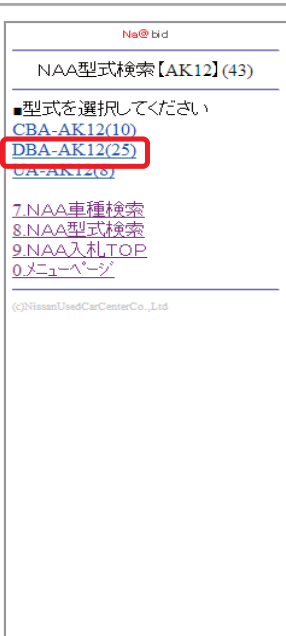 Na@ bid
NAA型式検索【AK12】(43)
■型式を選択してください
CBA-AK12(10)
DBA-AK12(25)
UA-AK12(8)
7.NAA車種検索
8.NAA型式検索
9.NAA入札TOP
0.メニューページ
(c)NissanUsedCarCenterCo.,Ltd